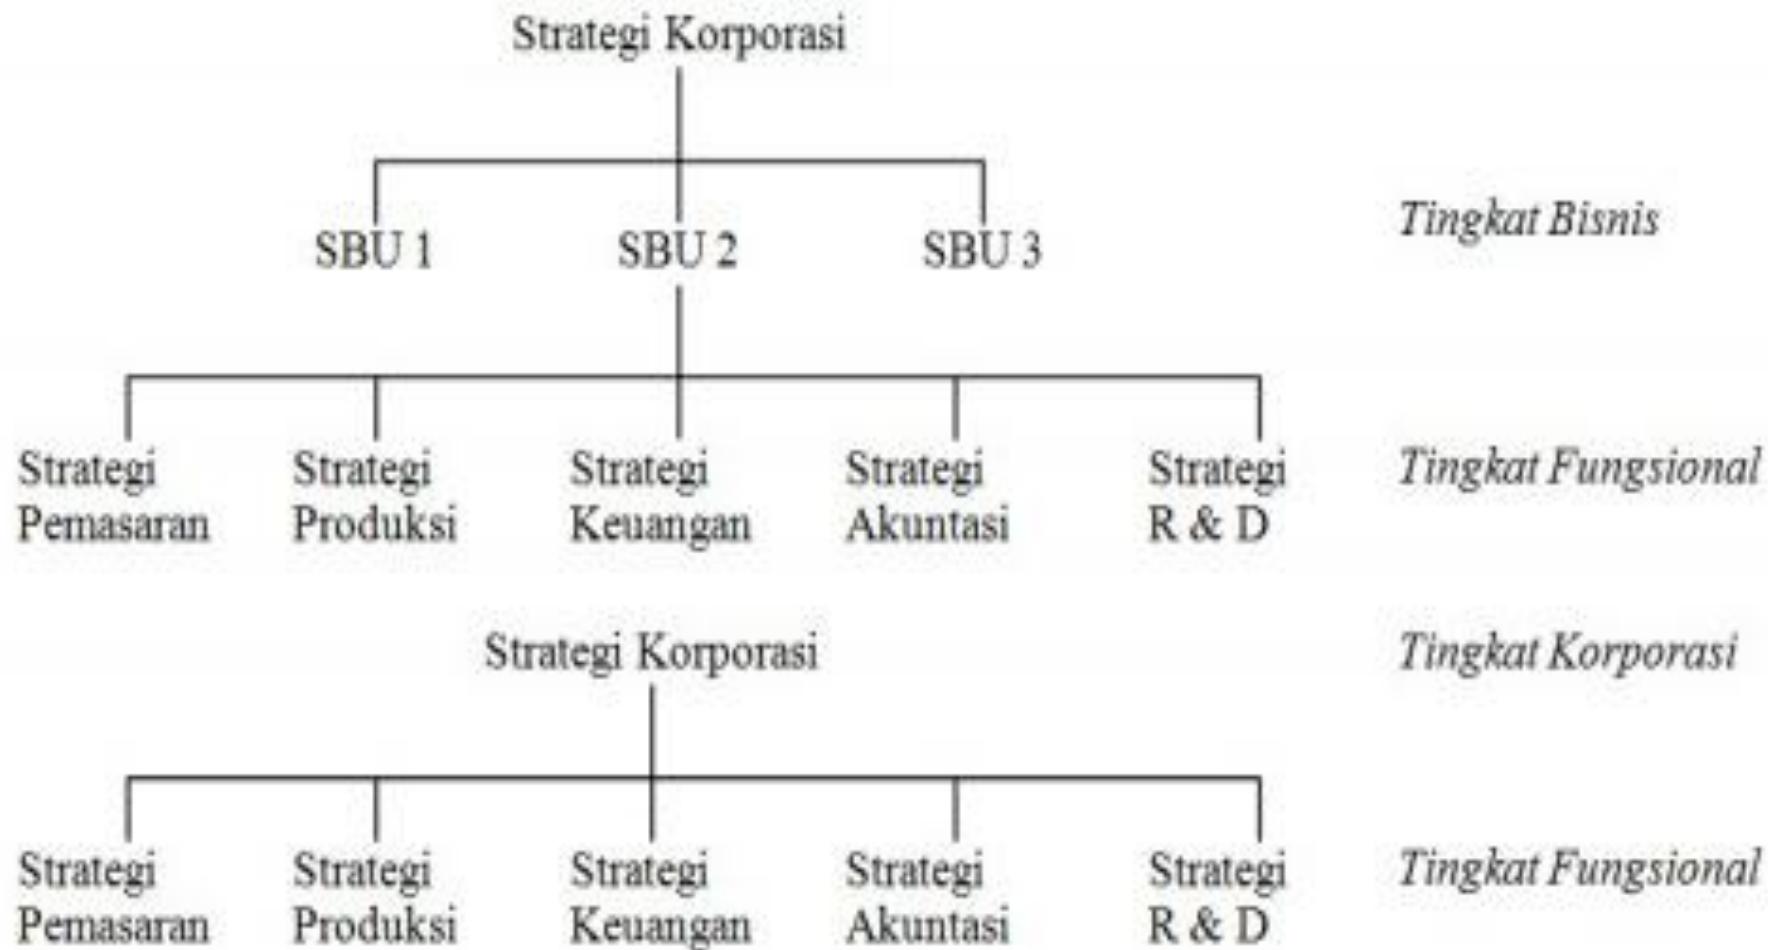 Strategi Korporasi
SBU 1 SBU 2 SBU 3 Tingkat Bisnis
Strategi Strategi Strategi Strategi Strategi Tingkat Fungsional
Pemasaran Produksi Keuangan Akuntasi R & D
Strategi Korporasi Tingkat Korporasi
Strategi Strategi Strategi Strategi Strategi Tingkat Fungsional
Pemasaran Produksi Keuangan Akuntasi R & D